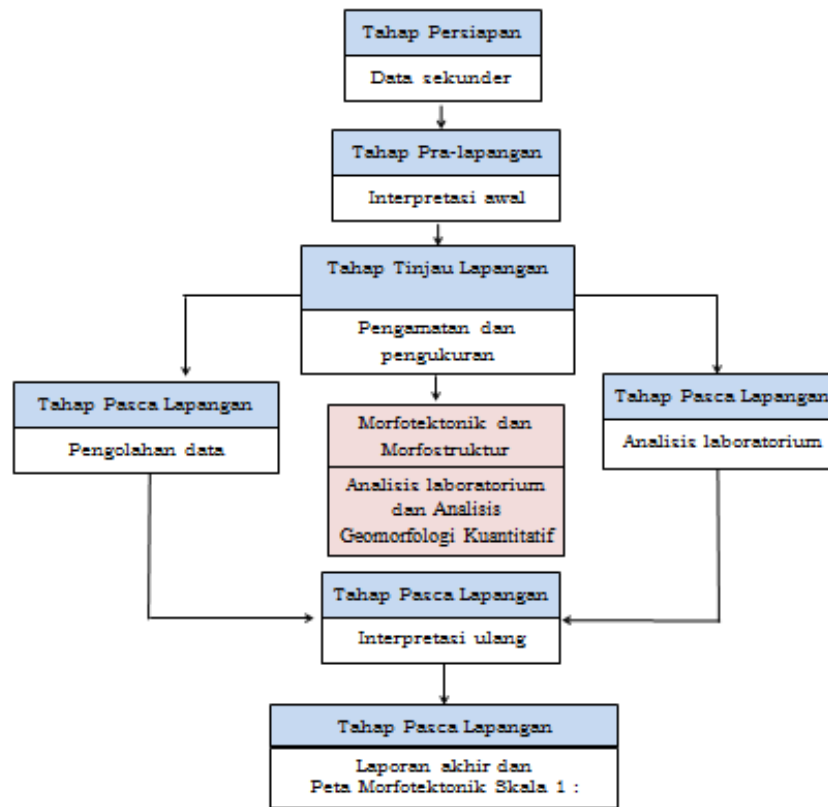 Tahap Persiapan
Data sekunder
Tahap Pra-lapangan
Interpretasi awal
Tahap Tinjau Lapangan
Pengamatan dan
pengukuran
Tahap Pasca Lapangan
Pengolahan data
Morfotektonik dan
Morfostruktur
Analisis laboratorium
dan Analisis
Geomorfologi Kuantitatif
Tahap Pasca Lapangan
Analisis laboratorium
Tahap Pasca Lapangan
Interpretasi ulang
Tahap Pasca Lapangan
Laporan akhir dan
Peta Morfotektonik Skala 1 :